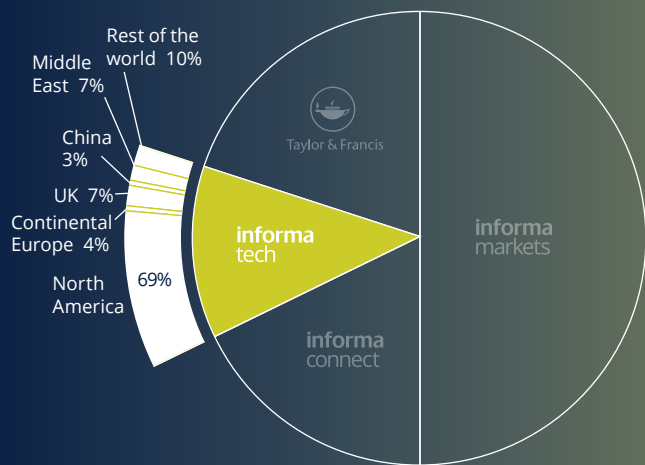 Rest of the
world 10%
Middle
East 7%
China
3%
UK 7%
Continental
Europe 4%
North
America
69%
Taylor & Francis
informa
tech
informa
markets
informa
connect